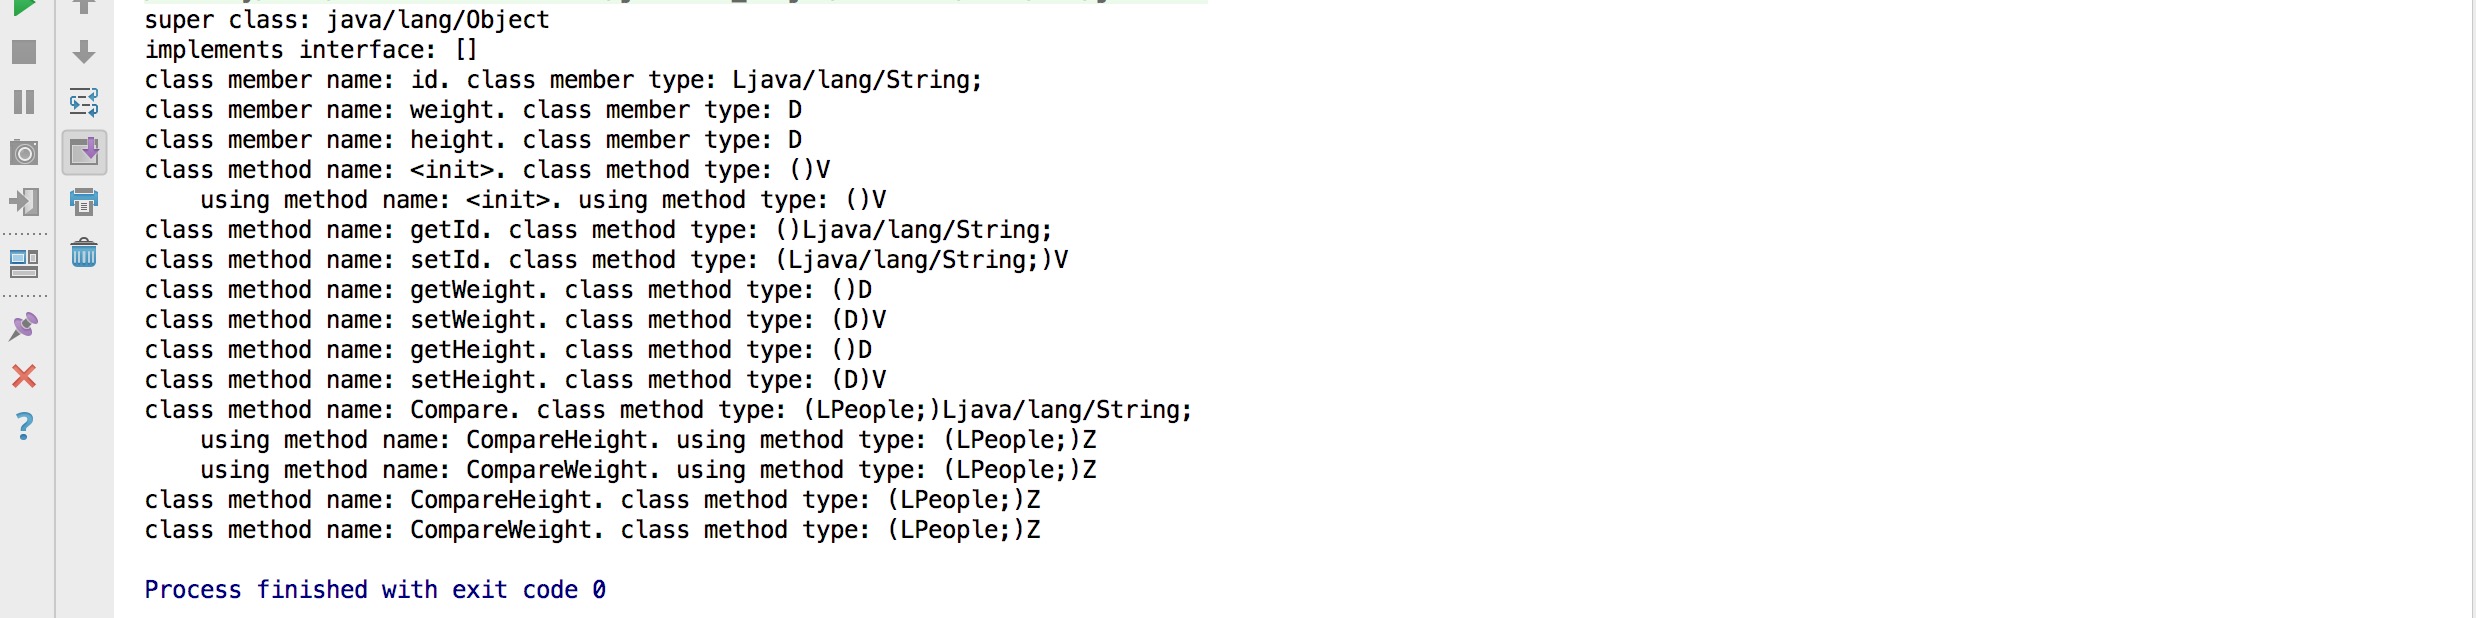 super class: java/lang/Object
implements interface: []
class member name: id. class member type: Ljava/lang/String;
class member name: weight. class member type: D
class member name: height. class member type: D
class method name: <init>. class method type: ()V
    using method name: <init>. using method type: ()V
class method name: getId. class method type: ()Ljava/lang/String;
class method name: setId. class method type: (Ljava/lang/String;)V
class method name: getWeight. class method type: ()D
class method name: setWeight. class method type: (D)V
class method name: getHeight. class method type: ()D
class method name: setHeight. class method type: (D)V
class method name: Compare. class method type: (LPeople;)Ljava/lang/String;
    using method name: CompareHeight. using method type: (LPeople;)Z
    using method name: CompareWeight. using method type: (LPeople;)Z
class method name: CompareHeight. class method type: (LPeople;)Z
class method name: CompareWeight. class method type: (LPeople;)Z
Process finished with exit code 0